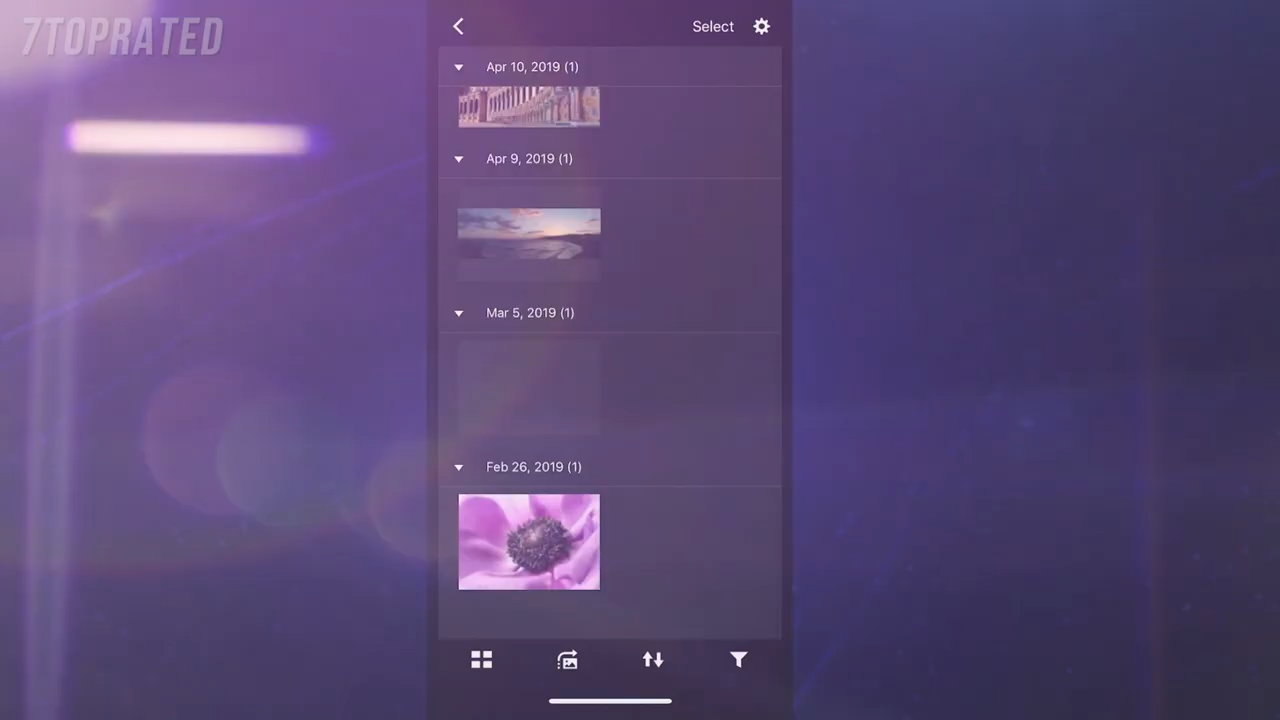 7TOPRATED
Select
Apr 10, 2019 (1)
Apr 9, 2019 (1)
Mar 5, 2019 (1)
Feb 26, 2019 (1)